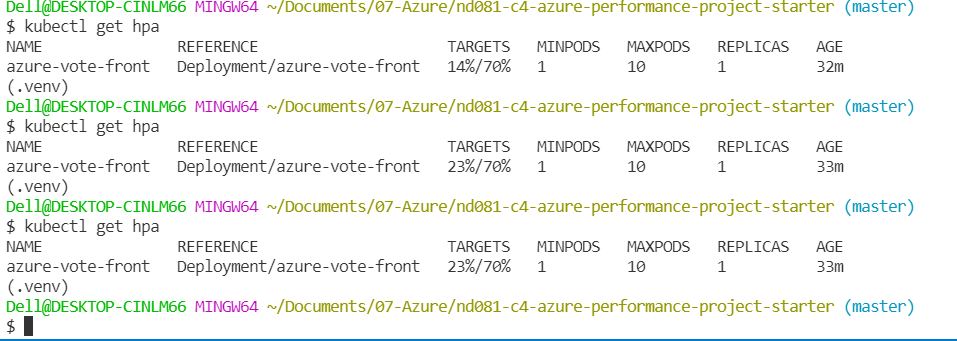 Dell@DESKTOP-CINLM66 MINGW64 ~/Documents/07-Azure/nd081-c4-azure-performance-project-starter (master)
$ kubectl get hpa
NAME REFERENCE TARGETS MINPODS MAXPODS REPLICAS AGE
azure-vote-front Deployment/azure-vote-front 14%/70% 1 10 1 32m
(.venv)
Dell@DESKTOP-CINLM66 MINGW64 ~/Documents/07-Azure/nd081-c4-azure-performance-project-starter (master)
$ kubectl get hpa
NAME REFERENCE TARGETS MINPODS MAXPODS REPLICAS AGE
azure-vote-front Deployment/azure-vote-front 23%/70% 1 10 1 33m
(.venv)
Dell@DESKTOP-CINLM66 MINGW64 ~/Documents/07-Azure/nd081-c4-azure-performance-project-starter (master)
$ kubectl get hpa
NAME REFERENCE TARGETS MINPODS MAXPODS REPLICAS AGE
azure-vote-front Deployment/azure-vote-front 23%/70% 1 10 1 33m
(.venv)
Dell@DESKTOP-CINLM66 MINGW64 ~/Documents/07-Azure/nd081-c4-azure-performance-project-starter (master)
$